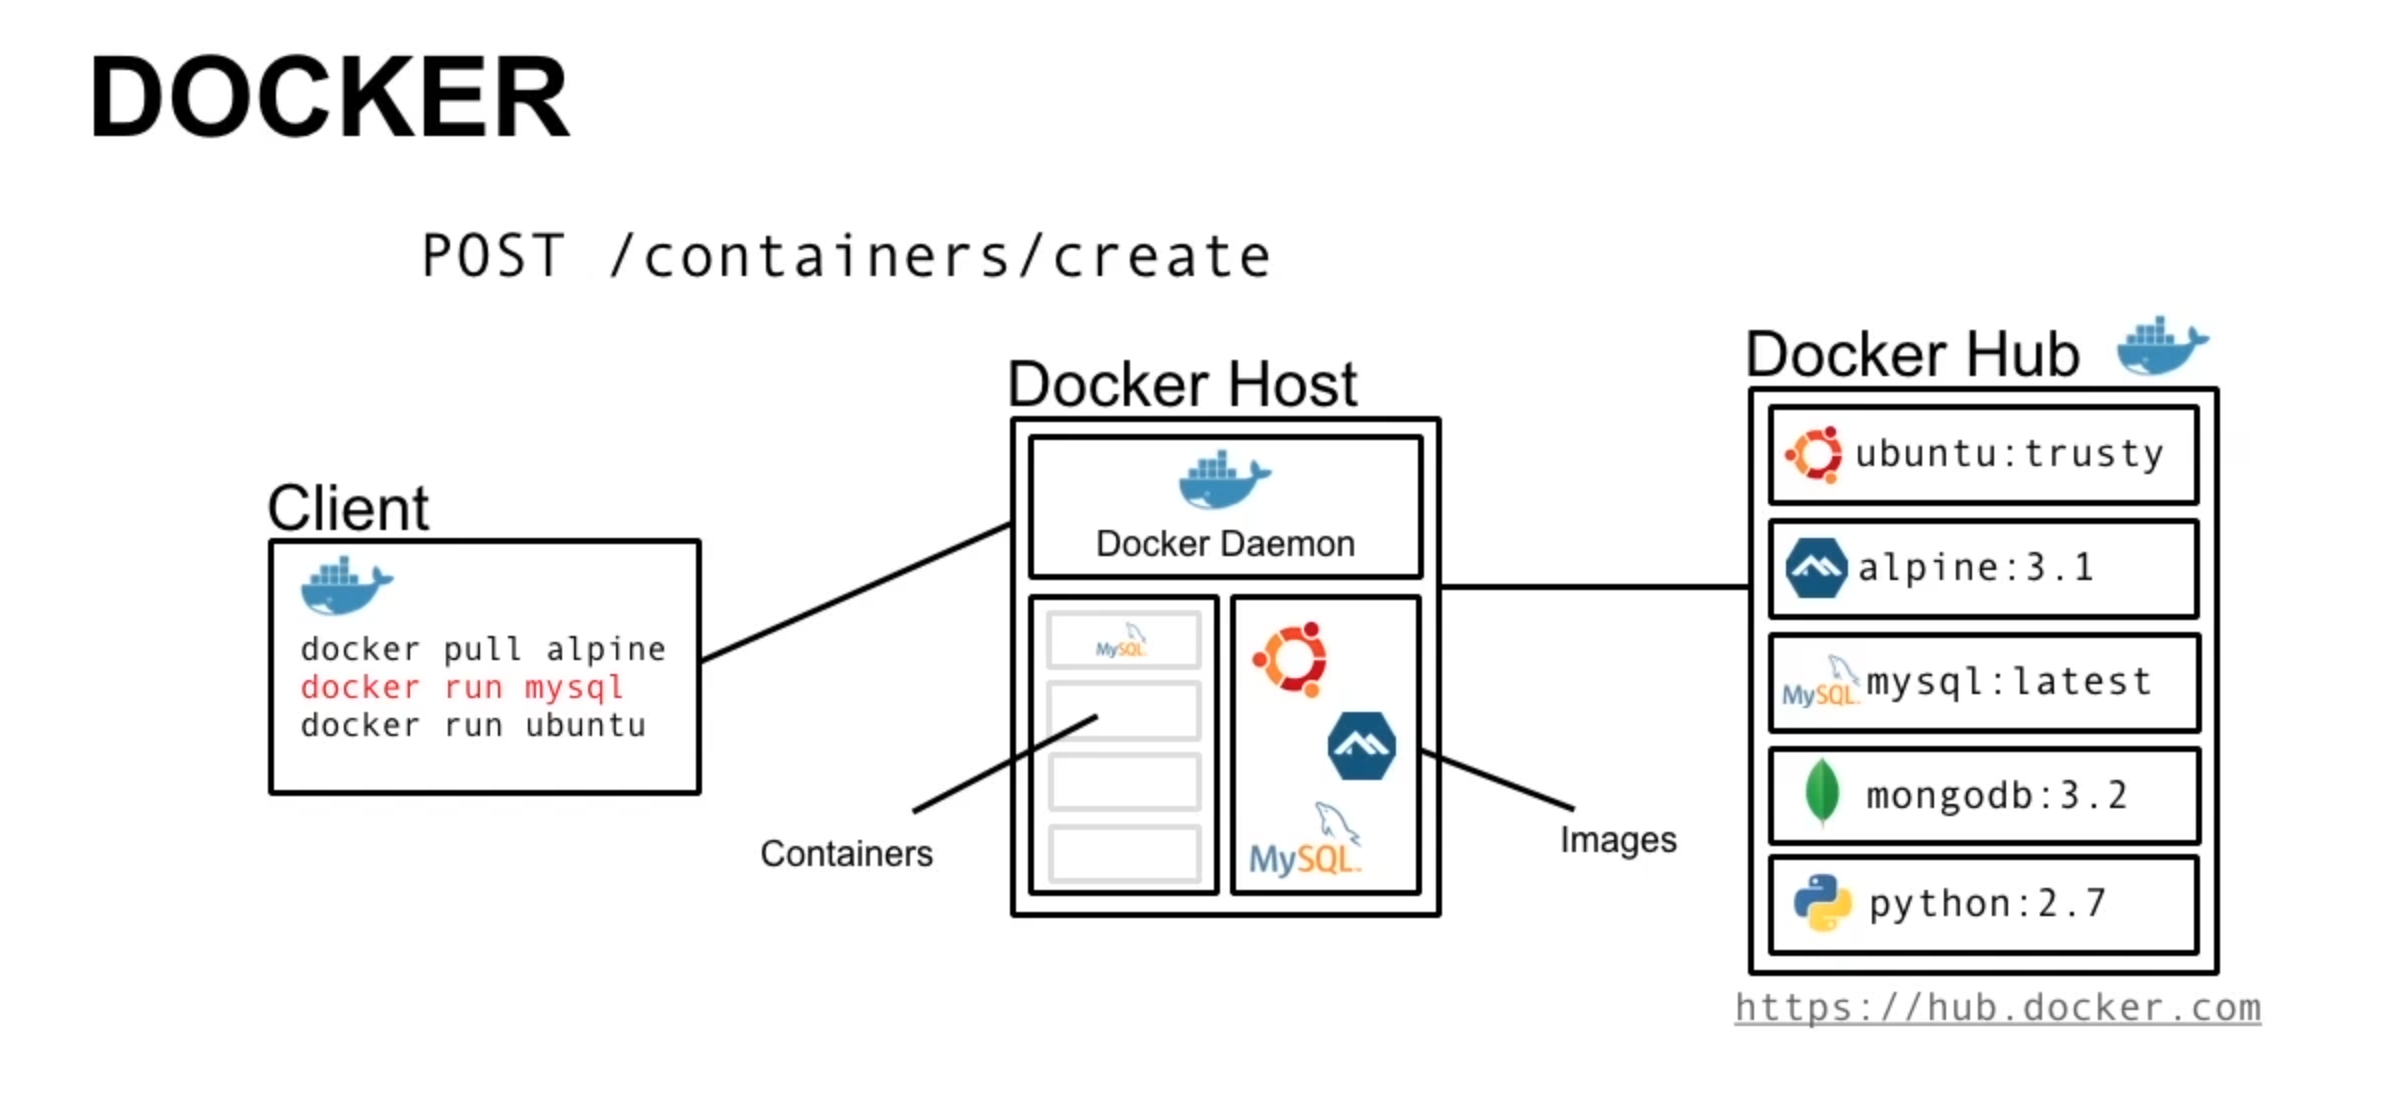 DOCKER
POST /containers/create
Client
docker pull alpine
docker run mysql
docker run ubuntu
Docker Host
Docker Daemon
MySQL
MySQL
Containers
Images
Docker Hub
ubuntu:trusty
alpine:3.1
MySQL mysql:latest
mongodb:3.2
python:2.7
https://hub.docker.com